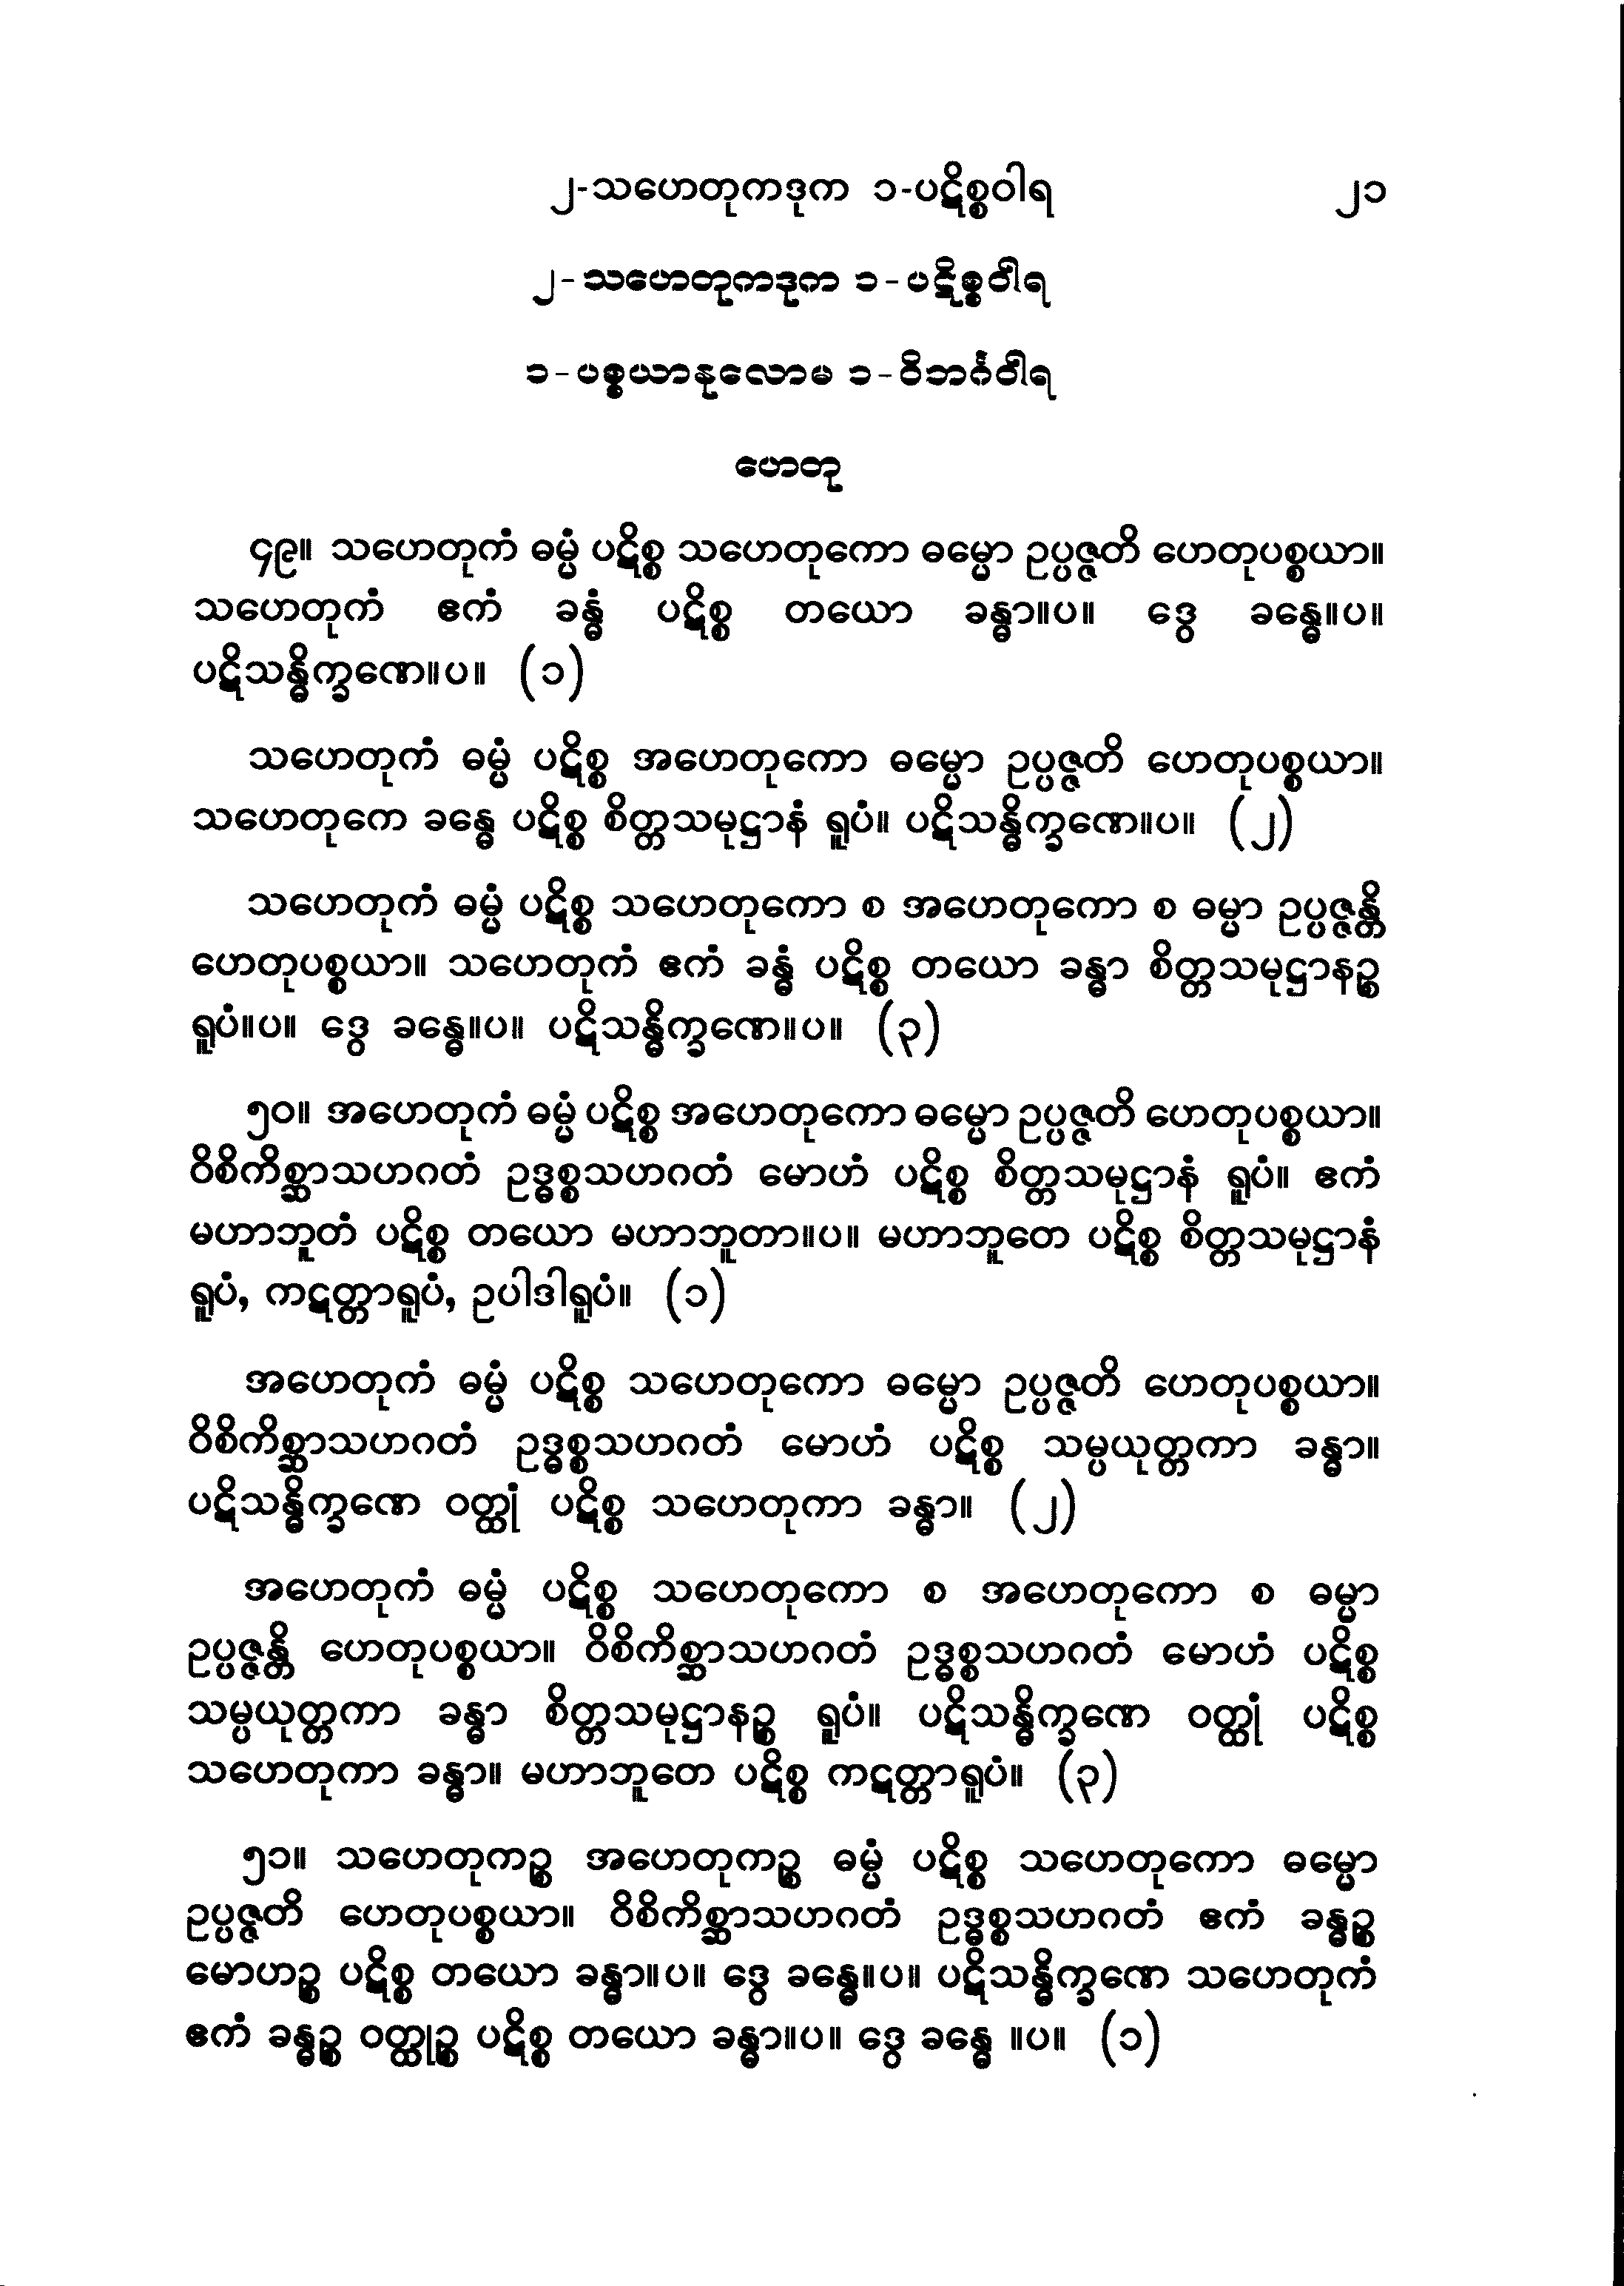 ၂-သဟေတုကဒုက ၁-ပဋိစ္စဝါရ ၂၁
၂-သဟေတုကဒုက ၁-ပဋိစ္စဝါရ
၁-ပစ္စယာနုလောမ ၁-ဝိဘင်္ဂဝါရ
ဟေတု
၄၉။ သဟေတုကံ ဓမ္မံ ပဋိစ္စ သဟေတုကော ဓမ္မော ဥပ္ပဇ္ဇတိ ဟေတုပစ္စယာ။
သဟေတုကံ ဧကံ ခန္ဓံ ပဋိစ္စ တယော ခန္ဓာ။ပ။ ဒွေ ခန္ဓေ။ပ။
ပဋိသန္ဓိက္ခဏေ။ပ။ (၁)
သဟေတုကံ ဓမ္မံ ပဋိစ္စ အဟေတုကော ဓမ္မော ဥပ္ပဇ္ဇတိ ဟေတုပစ္စယာ။
သဟေတုကေ ခန္ဓေ ပဋိစ္စ စိတ္တသမုဋ္ဌာနံ ရူပံ။ ပဋိသန္ဓိက္ခဏေ။ပ။ (၂)
သဟေတုကံ ဓမ္မံ ပဋိစ္စ သဟေတုကော စ အဟေတုကော စ ဓမ္မာ ဥပ္ပဇ္ဇန္တိ
ဟေတုပစ္စယာ။ သဟေတုကံ ဧကံ ခန္ဓံ ပဋိစ္စ တယော ခန္ဓာ စိတ္တသမုဋ္ဌာနဉ္စ
ရူပံ။ပ။ ဒွေ ခန္ဓေ။ပ။ ပဋိသန္ဓိက္ခဏေ။ပ။ (၃)
၅၀။ အဟေတုကံ ဓမ္မံ ပဋိစ္စ အဟေတုကော ဓမ္မော ဥပ္ပဇ္ဇတိ ဟေတုပစ္စယာ။
ဝိစိကိစ္ဆာသဟဂတံ ဥဒ္ဓစ္စသဟဂတံ မောဟံ ပဋိစ္စ စိတ္တသမုဋ္ဌာနံ ရူပံ။ ဧကံ
မဟာဘူတံ ပဋိစ္စ တယော မဟာဘူတာ။ပ။ မဟာဘူတေ ပဋိစ္စ စိတ္တသမုဋ္ဌာနံ
ရူပံ, ကဋတ္တာရူပံ, ဥပါဒါရူပံ။ (၁)
အဟေတုကံ ဓမ္မံ ပဋိစ္စ သဟေတုကော ဓမ္မော ဥပ္ပဇ္ဇတိ ဟေတုပစ္စယာ။
ဝိစိကိစ္ဆာသဟဂတံ ဥဒ္ဓစ္စသဟဂတံ မောဟံ ပဋိစ္စ သမ္ပယုတ္တကာ ခန္ဓာ။
ပဋိသန္ဓိက္ခဏေ ဝတ္ထုံ ပဋိစ္စ သဟေတုကာ ခန္ဓာ။ (၂)
အဟေတုကံ ဓမ္မံ ပဋိစ္စ သဟေတုကော စ အဟေတုကော စ ဓမ္မာ
ဥပ္ပဇ္ဇန္တိ ဟေတုပစ္စယာ။ ဝိစိကိစ္ဆာသဟဂတံ ဥဒ္ဓစ္စသဟဂတံ မောဟံ ပဋိစ္စ
သမ္ပယုတ္တကာ ခန္ဓာ စိတ္တသမုဋ္ဌာနဉ္စ ရူပံ။ ပဋိသန္ဓိက္ခဏေ ဝတ္ထုံ ပဋိစ္စ
သဟေတုကာ ခန္ဓာ။ မဟာဘူတေ ပဋိစ္စ ကဋတ္တာရူပံ။ (၃)
၅၁။ သဟေတုကဉ္စ အဟေတုကဉ္စ ဓမ္မံ ပဋိစ္စ သဟေတုကော ဓမ္မော
ဥပ္ပဇ္ဇတိ ဟေတုပစ္စယာ။ ဝိစိကိစ္ဆာသဟဂတံ ဥဒ္ဓစ္စသဟဂတံ ဧကံ ခန္ဓဉ္စ
မောဟဉ္စ ပဋိစ္စ တယော ခန္ဓာ။ပ။ ဒွေ ခန္ဓေ။ပ။ ပဋိသန္ဓိက္ခဏေ သဟေတုကံ
ဧကံ ခန္ဓဉ္စ ဝတ္ထုဉ္စ ပဋိစ္စ တယော ခန္ဓာ။ပ။ ဒွေ ခန္ဓေ ။ပ။ (၁)